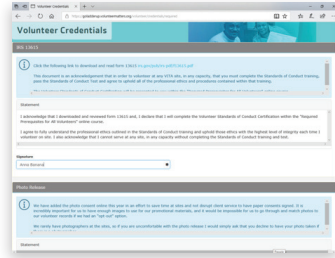 Volunteer Credentials
https://gotaxlineup.volunteermatters.org
Volunteer Credentials
IRS 13615
Click the following link to download and read form 13615
This document is an acknowledgement that in order to volunteer at any VITA site, in any capacity, that you must complete the Standards of Conduct training,
pass the Standards of Conduct Test and agree to uphold all of the professional ethics and procedures contained within that training.
Statement
I acknowledge that I downloaded and reviewed form 13615 and, I declare that I will complete the Volunteer Standards of Conduct Certification within the "Required
Prerequisites for All Volunteers" online course.
I agree to fully understand the professional ethics outlined in the Standards of Conduct training and uphold those ethics with the highest level of integrity each time I
volunteer on site. I also acknowledge that I cannot serve at any site, in any capacity without completing the Standards of Conduct training and test.
Signature
Photo Release
We have added the photo consent online this year in an effort to save time at sites and not disrupt client service to have paper consents signed. It is
incredibly important for us to have enough images to use for our promotional materials, and it would be impossible for us to go through and match photos to
our volunteer records if we had an "opt out" option.
We rarely have photographers at the sites, so if you are uncomfortable with the photo release I would simply ask that you decline to have your photo taken if
Statement